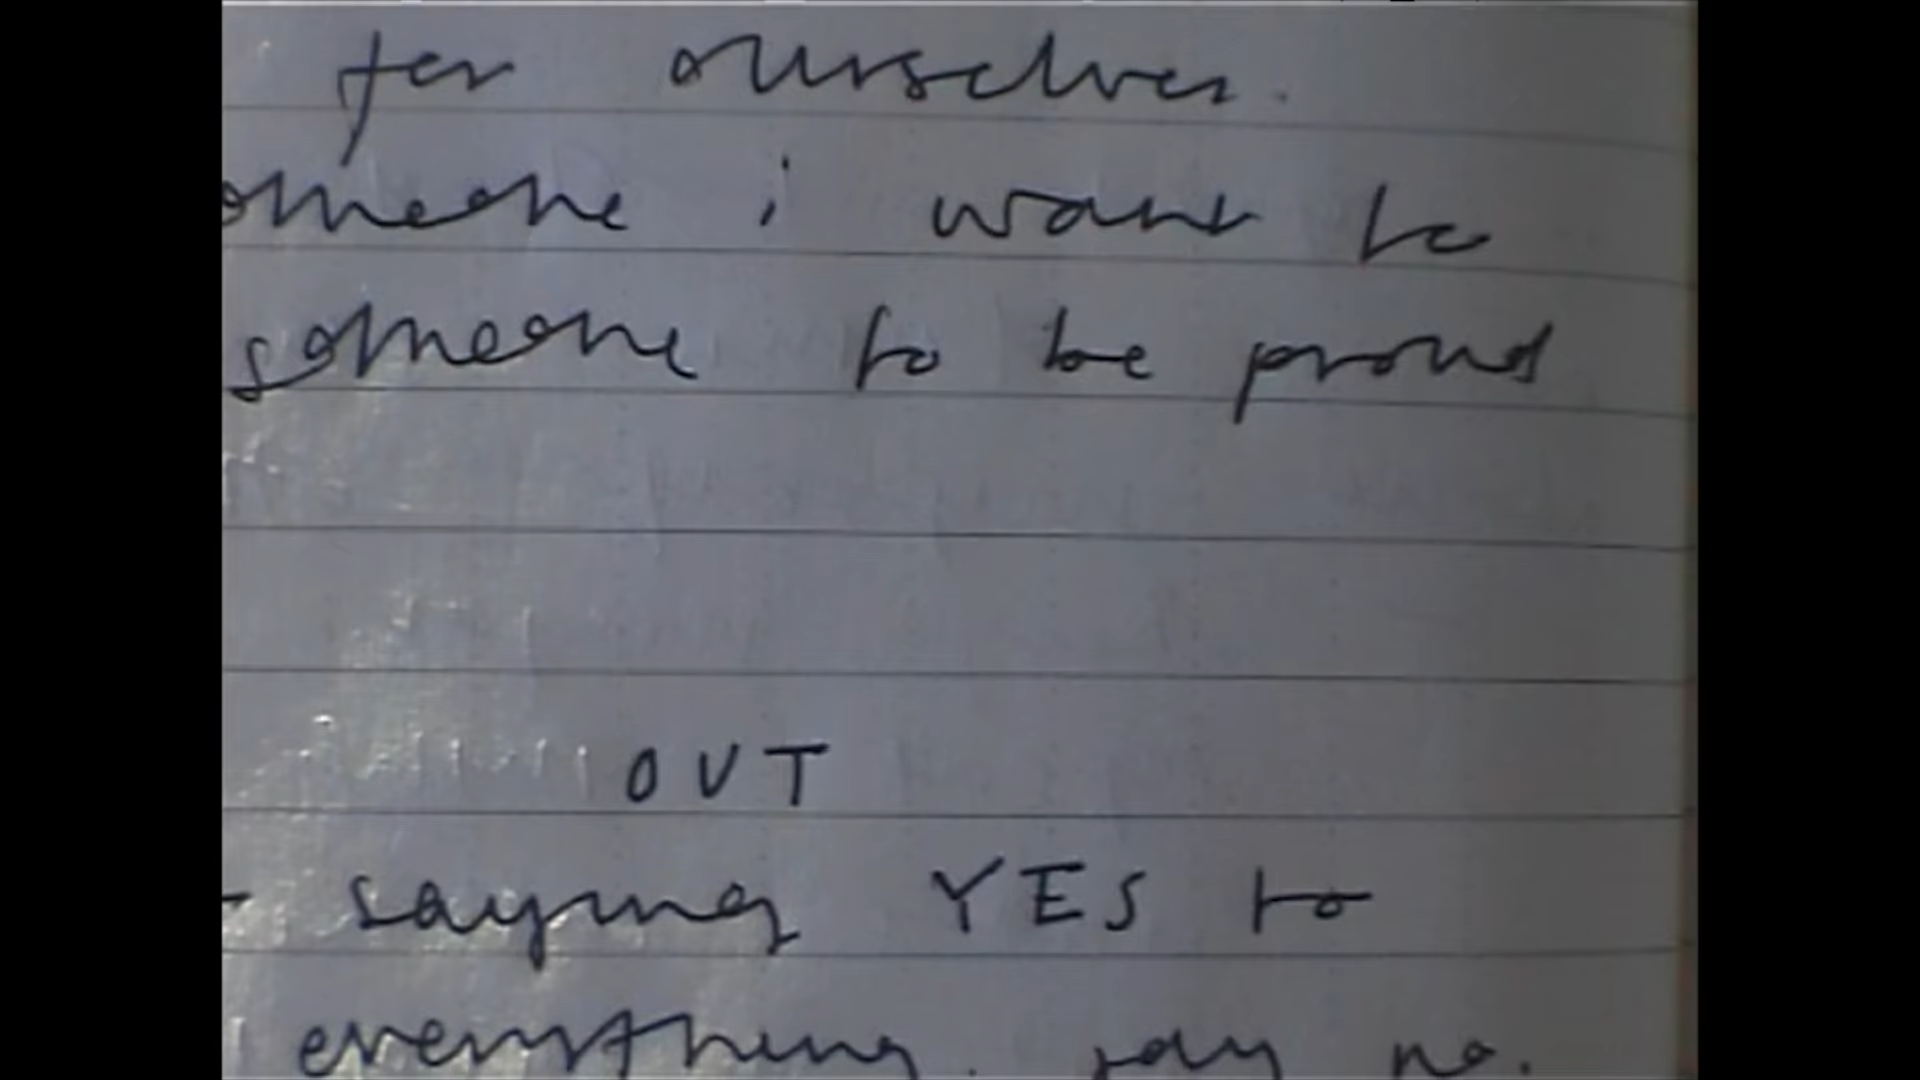 for ourselves.
omeone i want to
someone to be proud
OUT
- saying YES to
everything. say no.